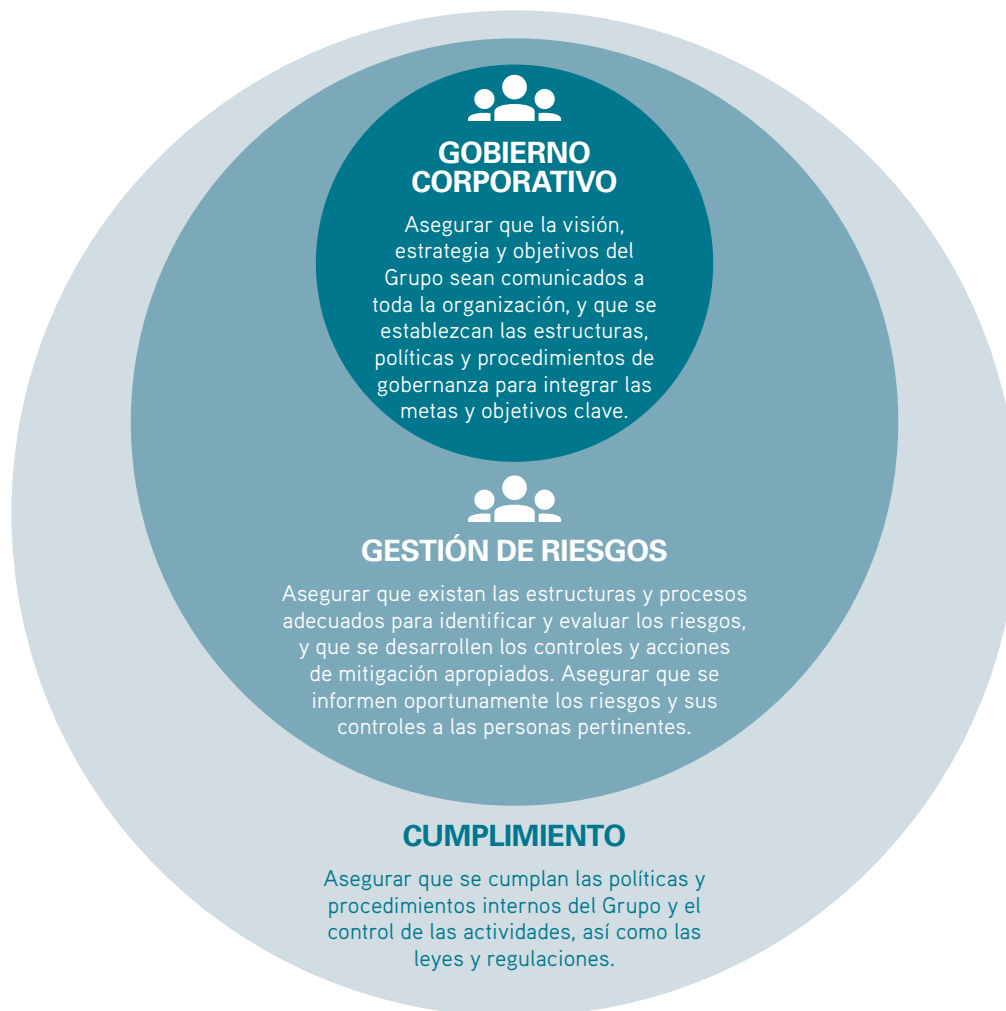 GOBIERNO
CORPORATIVO
Asegurar que la visión,
estrategia y objetivos del
Grupo sean comunicados a
toda la organización, y que se
establezcan las estructuras,
políticas y procedimientos de
gobernanza para integrar las
metas y objetivos clave.
GESTIÓN DE RIESGOS
Asegurar que existan las estructuras y procesos
adecuados para identificar y evaluar los riesgos,
y que se desarrollen los controles y acciones
de mitigación apropiados. Asegurar que se
informen oportunamente los riesgos y sus
controles a las personas pertinentes.
CUMPLIMIENTO
Asegurar que se cumplan las políticas y
procedimientos internos del Grupo y el
control de las actividades, así como las
leyes y regulaciones.